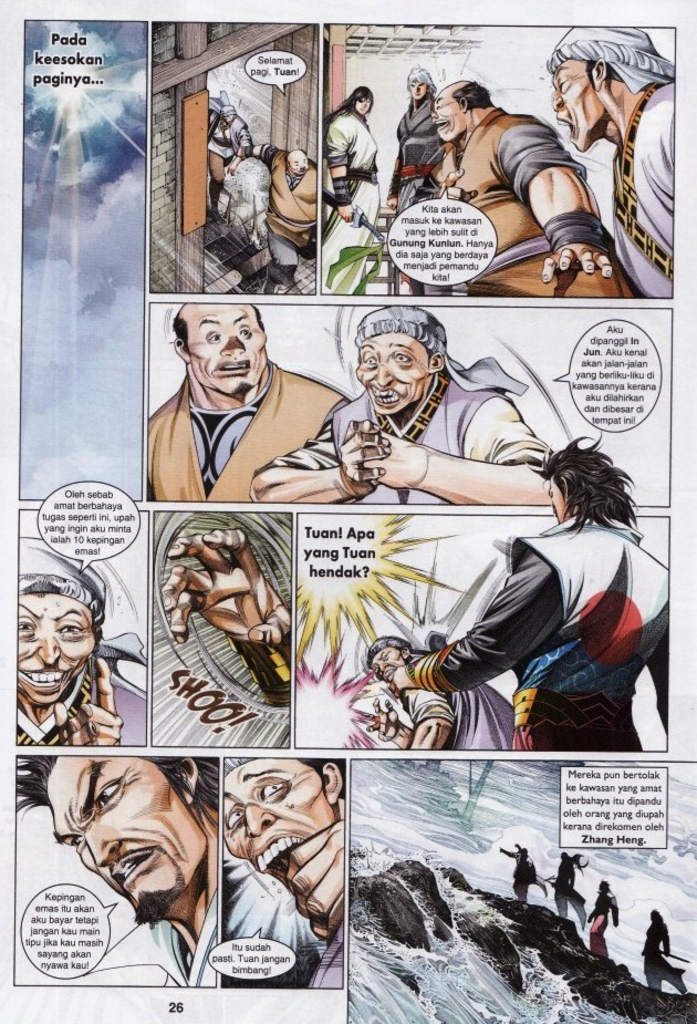 Pada
keesokan
paginya...
Selamat
pagi, Tuan!
Kita akan
masuk ke kawasan
yang lebih sulit di
Gunung Kunlun. Hanya
dia saja yang berdaya
menjadi pemandu
kita!
Aku
dipanggil In
Jun. Aku kenal
jalan-jalan
yang berliku-liku di
kawasannya kerana
aku dilahirkan
dan dibesar di
tempat ini!
Oleh sebab
amat berbahaya
tugas seperti ini, upah
yang ingin aku minta
ialah 10 kepingan
emas!
SHOO!
Tuan! Apa
yang Tuan
hendak?
Kepingan
emas itu akan
aku bayar tetapi
jangan kau main
tipu jika kau masih
sayang akan
nyawa kau!
Itu sudah
pasti. Tuan jangan
bimbang!
Mereka pun bertolak
ke kawasan yang amat
berbahaya itu dipandu
oleh orang yang diupah
kerana direkomen oleh
Zhang Heng.
26